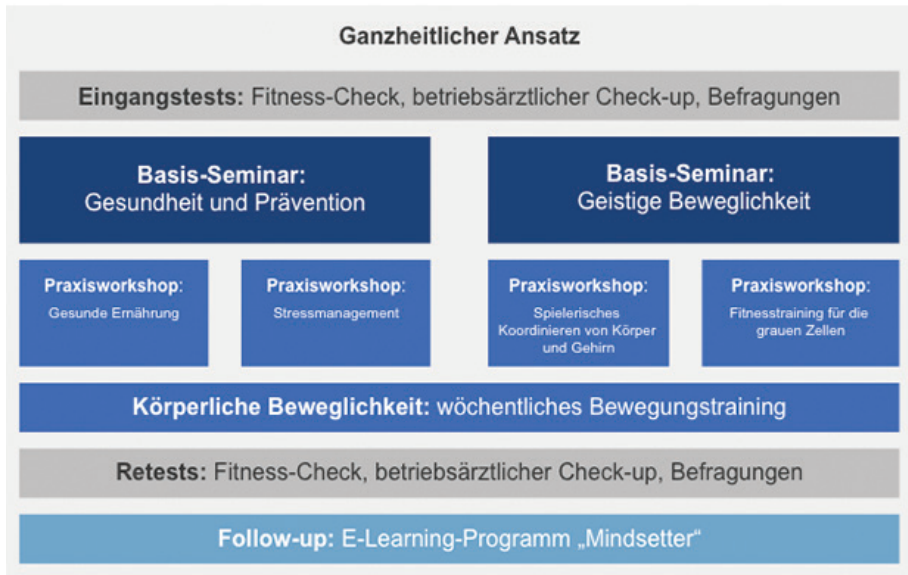 Ganzheitlicher Ansatz
Eingangstests: Fitness-Check, betriebsärztlicher Check-up, Befragungen
Basis-Seminar:
Gesundheit und Prävention
Basis-Seminar:
Geistige Beweglichkeit
Praxisworkshop:
Gesunde Ernährung
Praxisworkshop:
Stressmanagement
Praxisworkshop:
Spielerisches
Koordinieren von Körper
und Gehirn
Praxisworkshop:
Fitnesstraining für die
grauen Zellen
Körperliche Beweglichkeit: wöchentliches Bewegungstraining
Retests: Fitness-Check, betriebsärztlicher Check-up, Befragungen
Follow-up: E-Learning-Programm „Mindsetter“